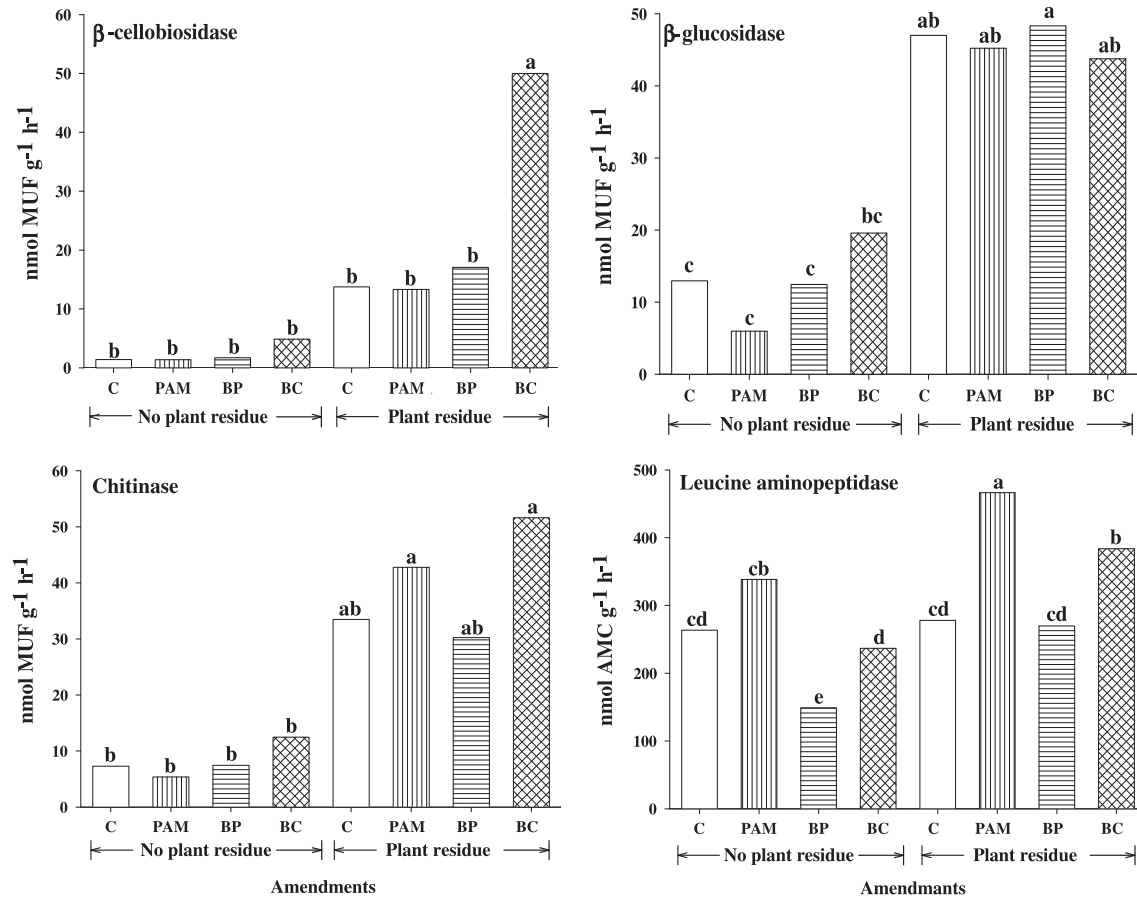 β-cellobiosidase
nmol MUF g-1 h-1
60
50
40
30
20
10
0
b
b
b
b
b
b
b
a
C PAM BP BC C PAM . BP BC
No plant residue Plant residue
β-glucosidase
nmol MUF g-1 h-1
50
40
30
20
10
0
c
c
c
bc
ab
ab
a
ab
C PAM BP BC C PAM BP BC
No plant residue Plant residue
Chitinase
nmol MUF g-1 h-1
60
50
40
30
20
10
0
b
b
b
b
ab
a
ab
a
C PAM BP BC C PAM BP BC
No plant residue Plant residue
Amendments
Leucine aminopeptidase
nmol AMC g-1 h-1
500
400
300
200
100
0
cd
cb
e
d
cd
a
cd
b
C PAM BP BC C PAM BP BC
No plant residue Plant residue
Amendmants